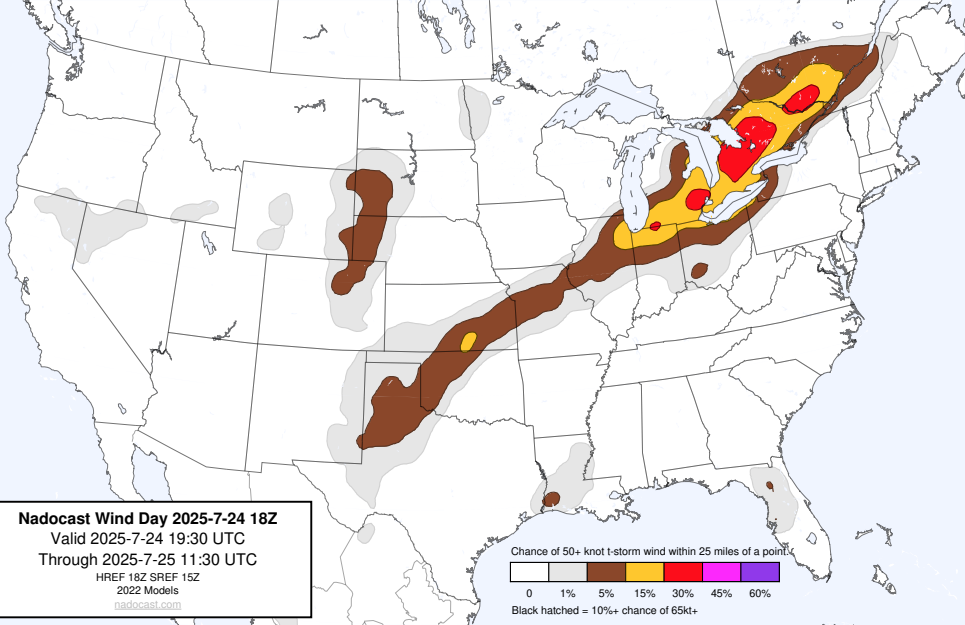 Nadocast Wind Day 2025-7-24 18Z
Valid 2025-7-24 19:30 UTC
Through 2025-7-25 11:30 UTC
HREF 18Z SREF 15Z
2022 Models
nadocast.com
Chance of 50+ knot t-storm wind within 25 miles of a point.
0 1% 5% 15% 30% 45% 60%
Black hatched = 10%+ chance of 65kt+